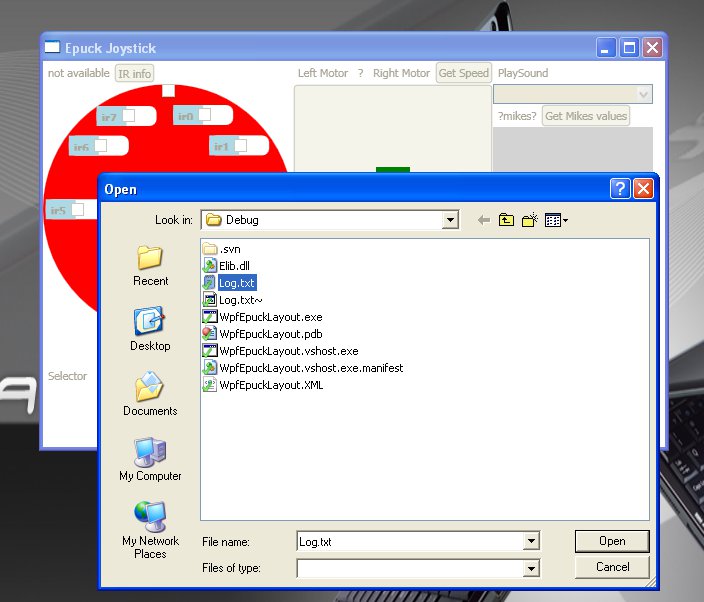 Epuck Joystick
not available IR info Left Motor ? Right Motor Get Speed PlaySound
?mikes? Get Mikes values
ir7 ir0
ir6 ir1
ir5
Selector
Open
Look in: Debug
Recent
Desktop
Documents
My Computer
My Network
Places
.svn
Elib.dll
Log.txt
Log.txt~
WpfEpuckLayout.exe
WpfEpuckLayout.pdb
WpfEpuckLayout.vshost.exe
WpfEpuckLayout.vshost.exe.manifest
WpfEpuckLayout.XML
File name: Log.txt Open
Files of type: Cancel